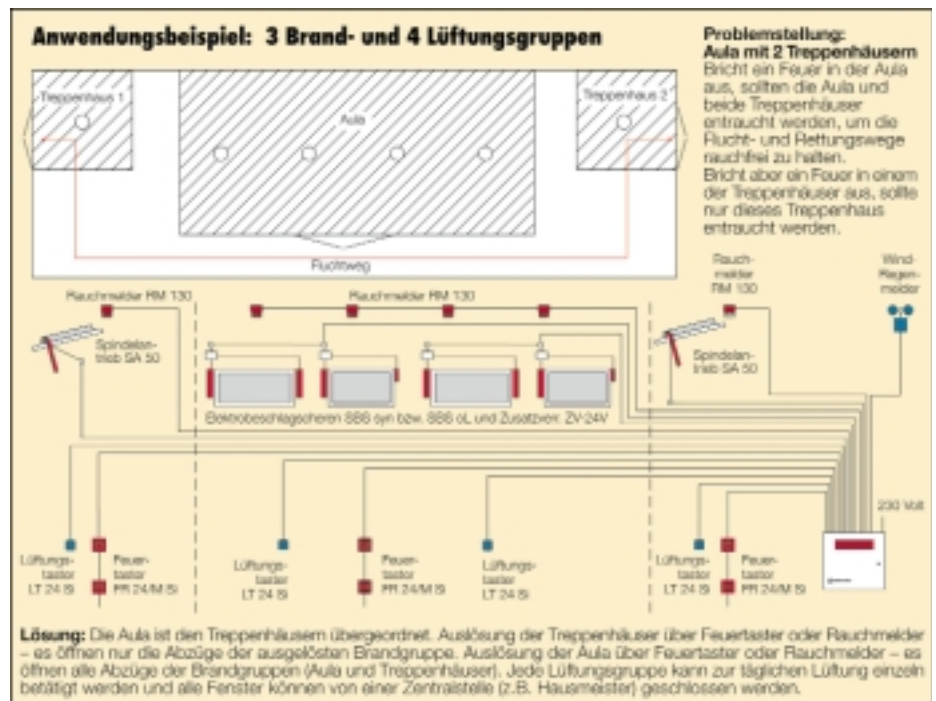 Anwendungsbeispiel: 3 Brand- und 4 Lüftungsgruppen
Problemstellung:
Aula mit 2 Treppenhäusern
Bricht ein Feuer in der Aula
aus, sollten die Aula und
beide Treppenhäuser
entraucht werden, um die
Flucht- und Rettungswege
rauchfrei zu halten.
Bricht aber ein Feuer in einem
der Treppenhäuser aus, sollte
nur dieses Treppenhaus
entraucht werden.
Treppenhaus 1
Aula
Treppenhaus 2
Fluchtweg
Rauchmelder RM 130
Rauchmelder RM 130
Rauch-
melder
RM 130
Wind-
Regen-
melder
Spindelan-
trieb SA 50
Spindelan-
trieb SA 50
Elektrobeschlagscheren SBS syn bzw. SBS oL und Zusatzverr. ZV-24V
230 Volt
Lüftungs-
taster
LT 24 Si
Feuer-
taster
FR 24/M Si
Lüftungs-
taster
LT 24 Si
Feuer-
taster
FR 24/M Si
Lüftungs-
taster
LT 24 Si
Lüftungs-
taster
LT 24 Si
Feuer-
taster
FR 24/M Si
Lösung: Die Aula ist den Treppenhäusern übergeordnet. Auslösung der Treppenhäuser über Feuertaster oder Rauchmelder
– es öffnen nur die Abzüge der ausgelösten Brandgruppe. Auslösung der Aula über Feuertaster oder Rauchmelder – es
öffnen alle Abzüge der Brandgruppen (Aula und Treppenhäuser). Jede Lüftungsgruppe kann zur täglichen Lüftung einzeln
betätigt werden und alle Fenster können von einer Zentralstelle (z.B. Hausmeister) geschlossen werden.